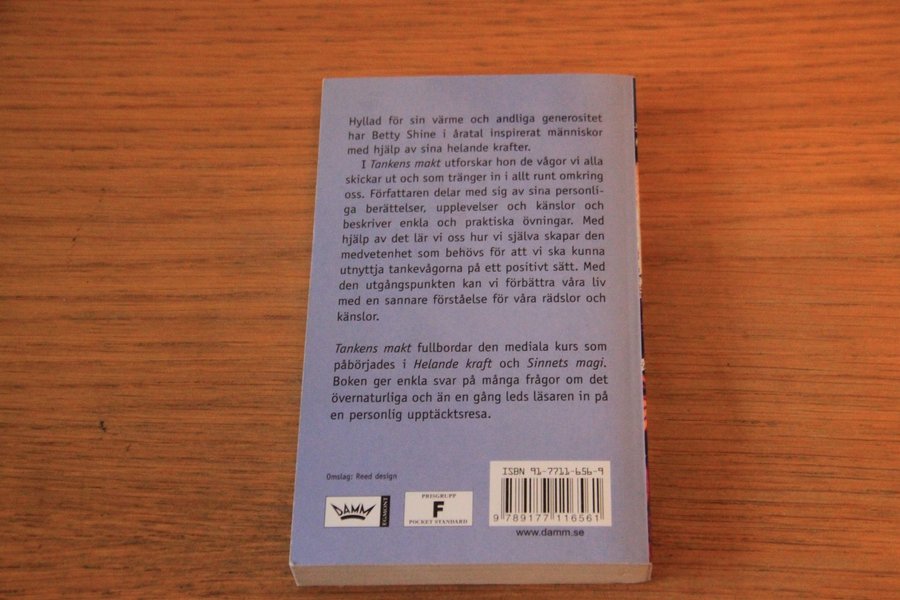 Hyllad för sin värme och andliga generositet
har Betty Shine i åratal inspirerat människor
med hjälp av sina helande krafter.
I Tankens makt utforskar hon de vågor vi alla
skickar ut och som tränger in i allt runt omkring
oss. Författaren delar med sig av sina personli-
ga berättelser, upplevelser och känslor och
beskriver enkla och praktiska övningar. Med
hjälp av det lär vi oss hur vi själva skapar den
medvetenhet som behövs för att vi ska kunna
utnyttja tankevågorna på ett positivt sätt. Med
den utgångspunkten kan vi förbättra våra liv
med en sannare förståelse för våra rädslor och
känslor.
Tankens makt fullbordar den mediala kurs som
påbörjades i Helande kraft och Sinnets magi.
Boken ger enkla svar på många frågor om det
övernaturliga och än en gång leds läsaren in på
en personlig upptäcktsresa.
Omslag: Reed design
DAMM
EGMONT
PRISGRUPP
F
POCKET STANDARD
ISBN 91-7711-656-9
9 789177 116561
www.damm.se